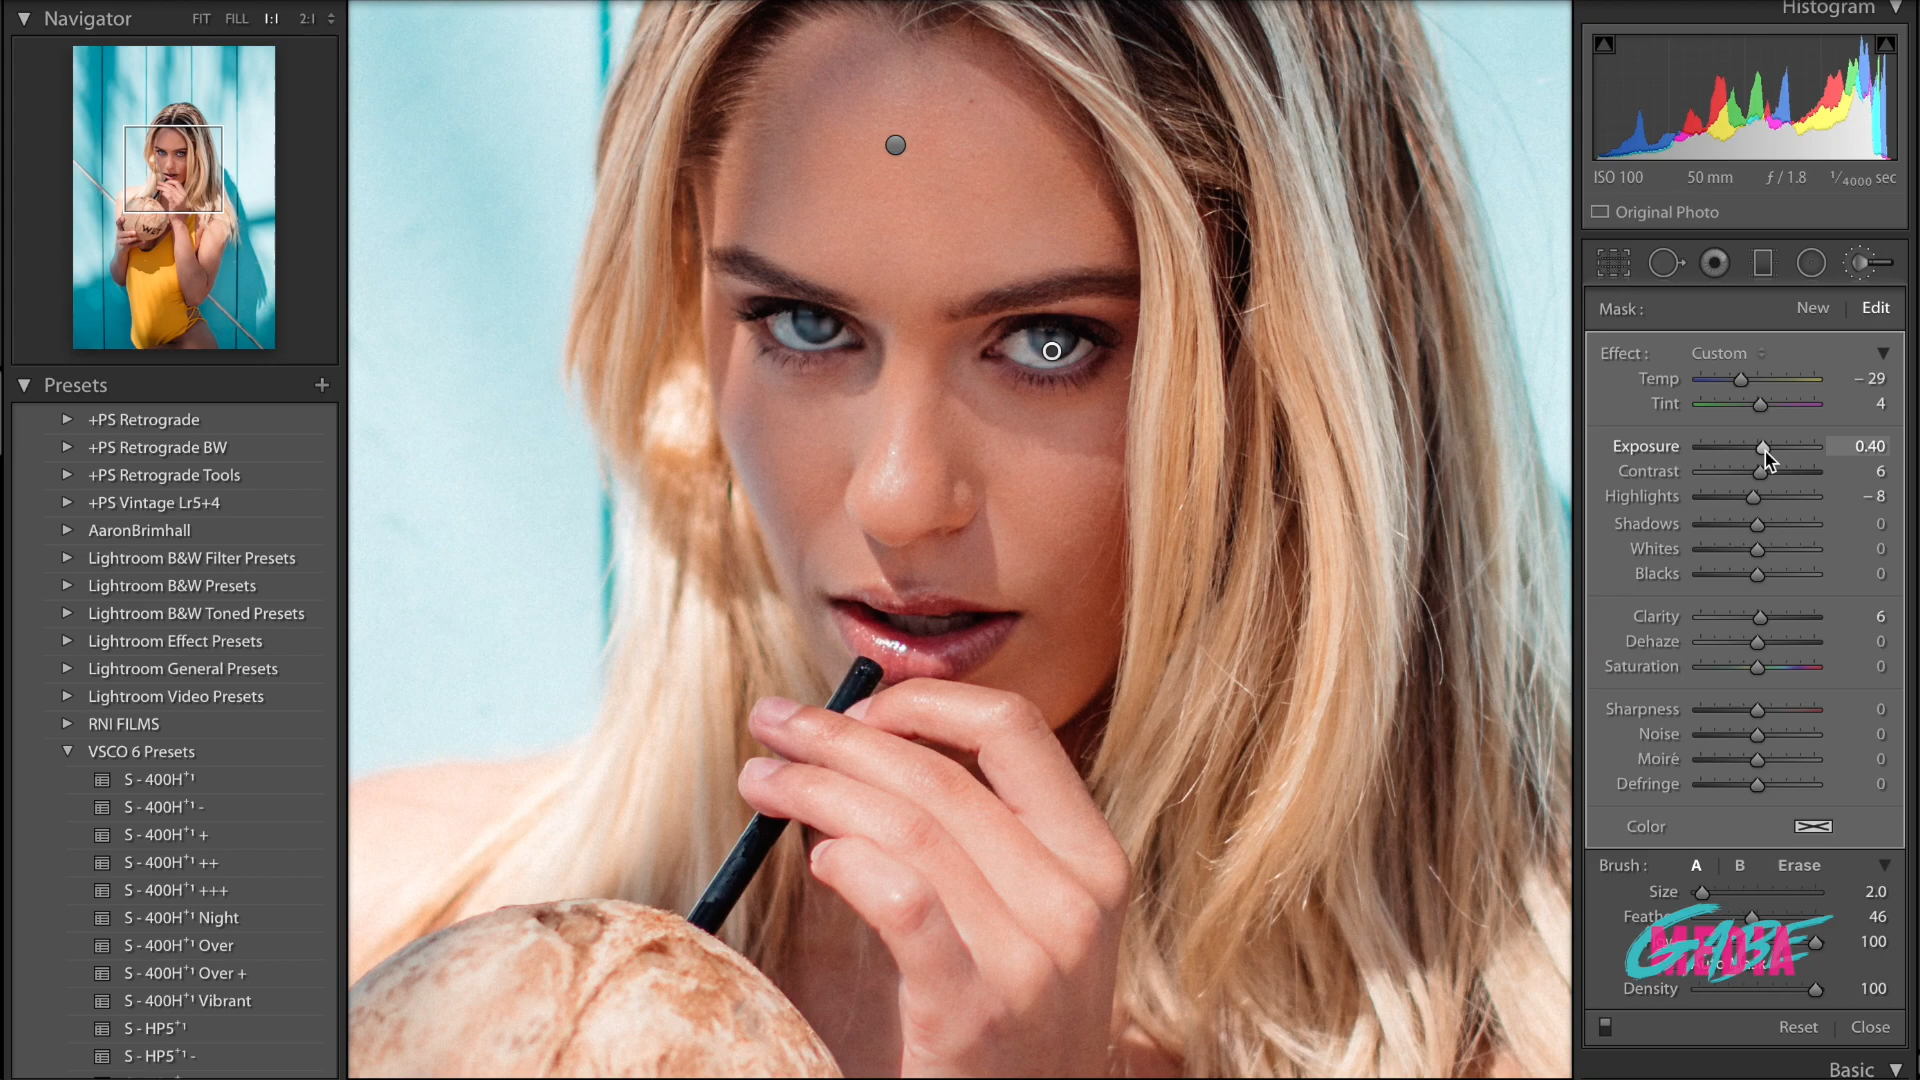 Navigator
FIT FILL 1:1 2:1
WET
Presets
+PS Retrograde
+PS Retrograde BW
+PS Retrograde Tools
+PS Vintage Lr5+4
AaronBrimhall
Lightroom B&W Filter Presets
Lightroom B&W Presets
Lightroom B&W Toned Presets
Lightroom Effect Presets
Lightroom General Presets
Lightroom Video Presets
RNI FILMS
VSCO 6 Presets
S - 400H⁺¹
S - 400H⁺¹ -
S - 400H⁺¹ +
S - 400H⁺¹ ++
S - 400H⁺¹ +++
S - 400H⁺¹ Night
S - 400H⁺¹ Over
S - 400H⁺¹ Over +
S - 400H⁺¹ Vibrant
S - HP5⁺¹
S - HP5⁺¹ -
Histogram
ISO 100 50 mm ƒ / 1.8 1/4000 sec
Original Photo
Mask : New Edit
Effect : Custom
Temp – 29
Tint 4
Exposure 0.40
Contrast 6
Highlights – 8
Shadows 0
Whites 0
Blacks 0
Clarity 6
Dehaze 0
Saturation 0
Sharpness 0
Noise 0
Moiré 0
Defringe 0
Color
Brush : A B Erase
Size 2.0
Feathe 46
100
GABE
MEDIA
Density 100
Reset Close
Basic